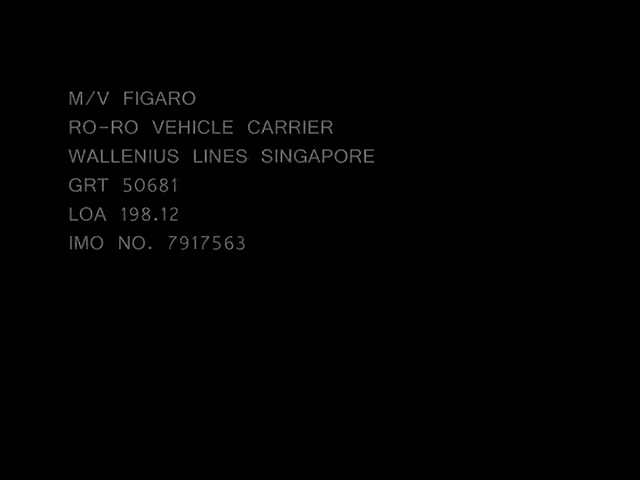 M/V FIGARO
RO-RO VEHICLE CARRIER
WALLENIUS LINES SINGAPORE
GRT 50681
LOA 198.12
IMO NO. 7917563